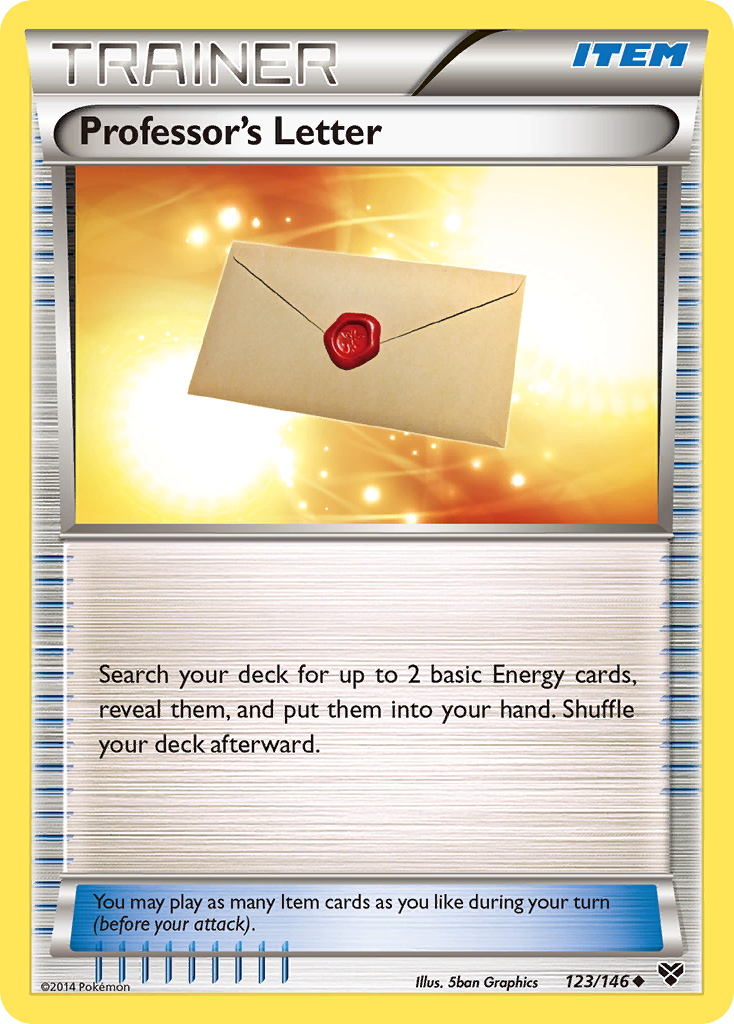 TRAINER
ITEM
Professor's Letter
Search your deck for up to 2 basic Energy cards,
reveal them, and put them into your hand. Shuffle
your deck afterward.
You may play as many Item cards as you like during your turn
(before your attack).
©2014 Pokémon
Illus. 5ban Graphics
123/146